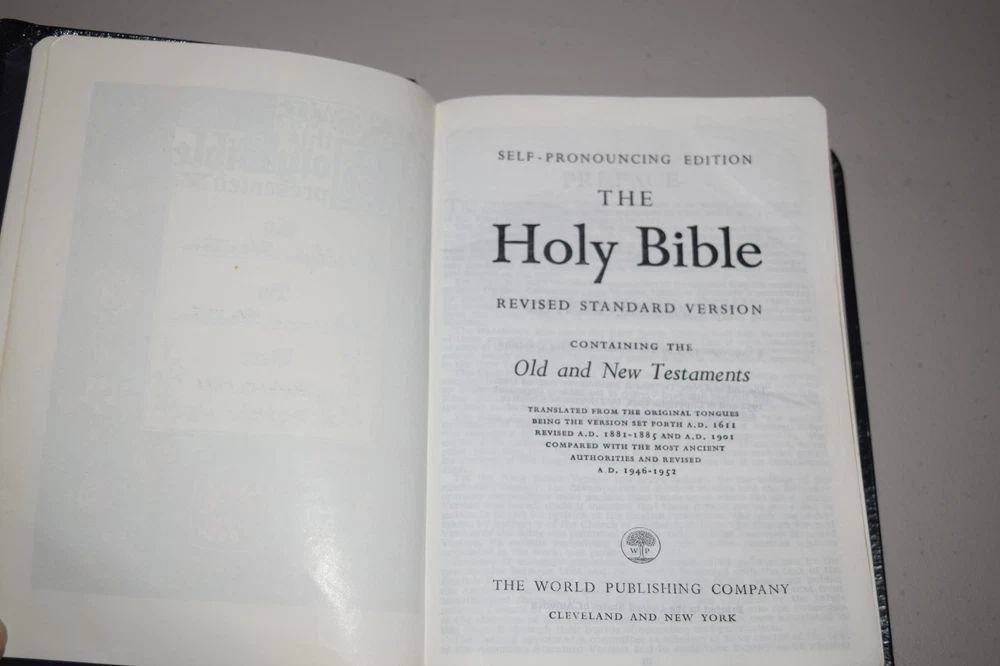 SELF-PRONOUNCING EDITION
THE
Holy Bible
REVISED STANDARD VERSION
CONTAINING THE
Old and New Testaments
TRANSLATED FROM THE ORIGINAL TONGUES
BEING THE VERSION SET FORTH A.D. 1611
REVISED A.D. 1881-1885 AND A.D. 1901
COMPARED WITH THE MOST ANCIENT
AUTHORITIES AND REVISED
A.D. 1946-1952
W P
THE WORLD PUBLISHING COMPANY
CLEVELAND AND NEW YORK